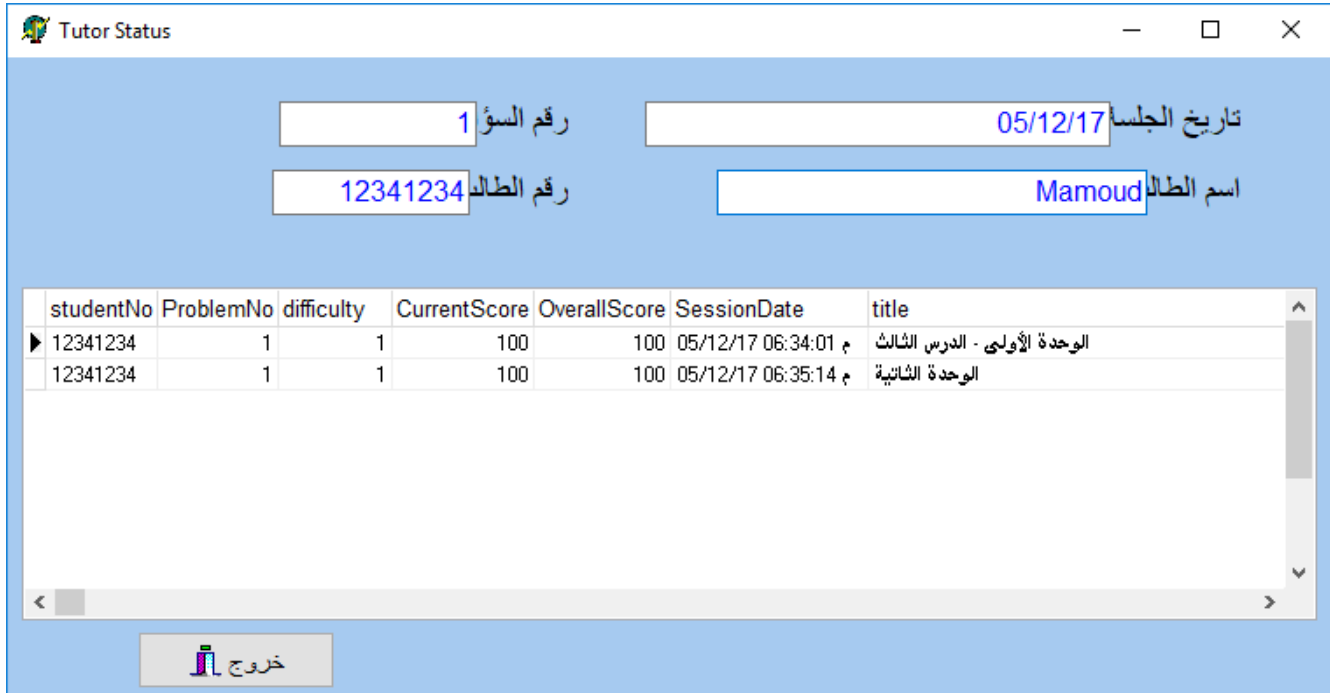 Tutor Status
تاريخ الجلسة 05/12/17 رقم السؤ 1
اسم الطالد Mamoud رقم الطالد 12341234
studentNo ProblemNo difficulty CurrentScore OverallScore SessionDate title
12341234 1 1 100 100 05/12/17 06:34:01 م الوحدة الأولى - الدرس الثالث
12341234 1 1 100 100 05/12/17 06:35:14 م الوحدة الثانية
خروج